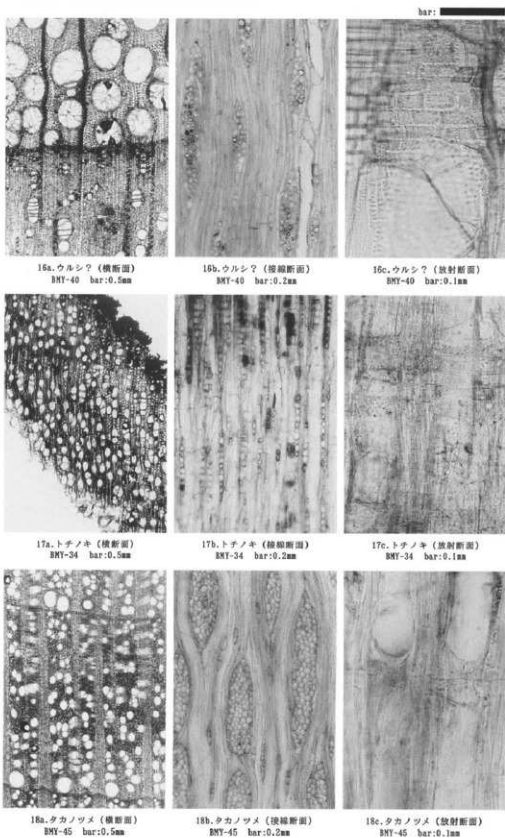 bar:
16a.ウルシ? (横断面)
BMY-40 bar:0.5mm
16b.ウルシ? (接線断面)
BMY-40 bar:0.2mm
16c.ウルシ? (放射断面)
BMY-40 bar:0.1mm
17a.トチノキ (横断面)
BMY-34 bar:0.5mm
17b.トチノキ (接線断面)
BMY-34 bar:0.2mm
17c.トチノキ (放射断面)
BMY-34 bar:0.1mm
18a.タカノツメ (横断面)
BMY-45 bar:0.5mm
18b.タカノツメ (接線断面)
BMY-45 bar:0.2mm
18c.タカノツメ (放射断面)
BMY-45 bar:0.1mm